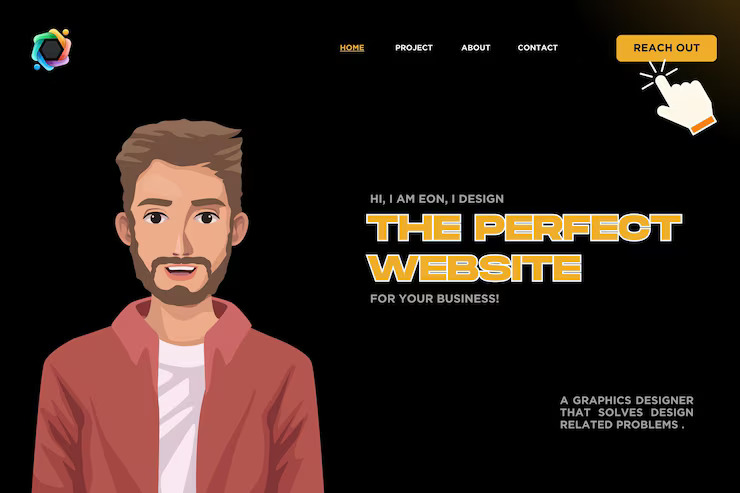 HOME PROJECT ABOUT CONTACT REACH OUT
HI, I AM EON, I DESIGN
THE PERFECT
WEBSITE
FOR YOUR BUSINESS!
A GRAPHICS DESIGNER
THAT SOLVES DESIGN
RELATED PROBLEMS .